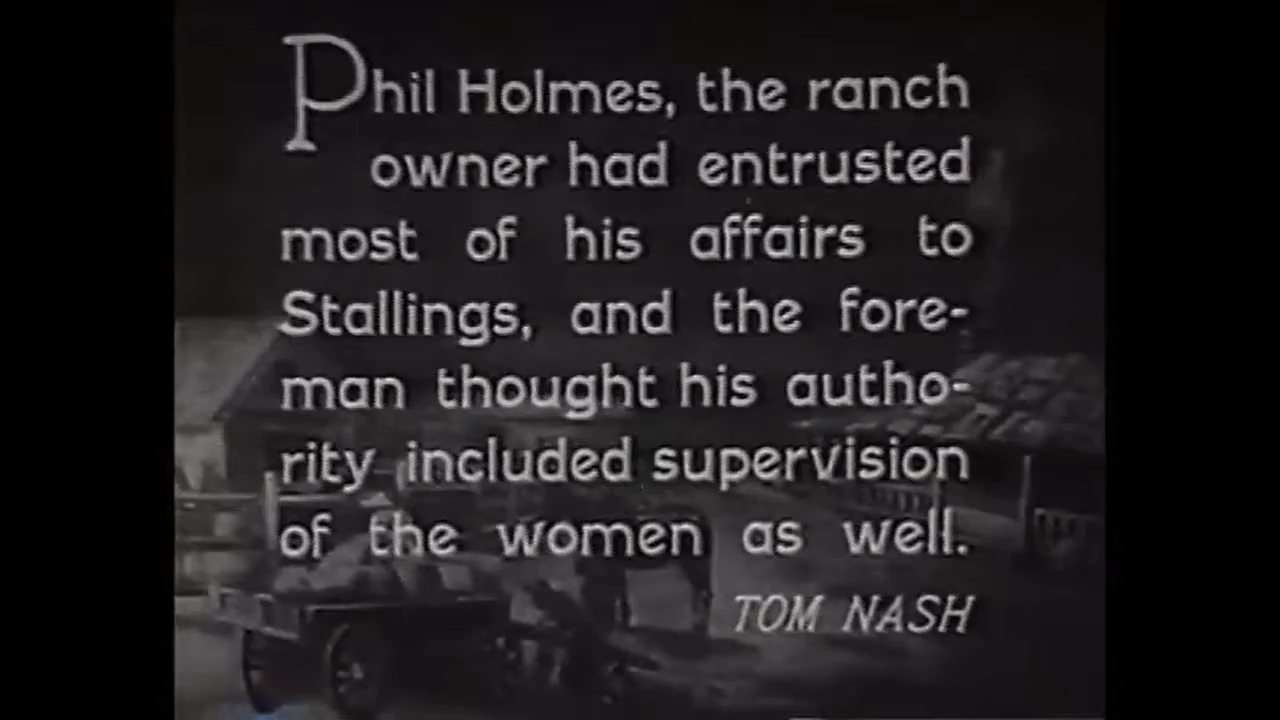 Phil Holmes, the ranch
owner had entrusted
most of his affairs to
Stallings, and the fore-
man thought his autho-
rity included supervision
of the women as well.
TOM NASH